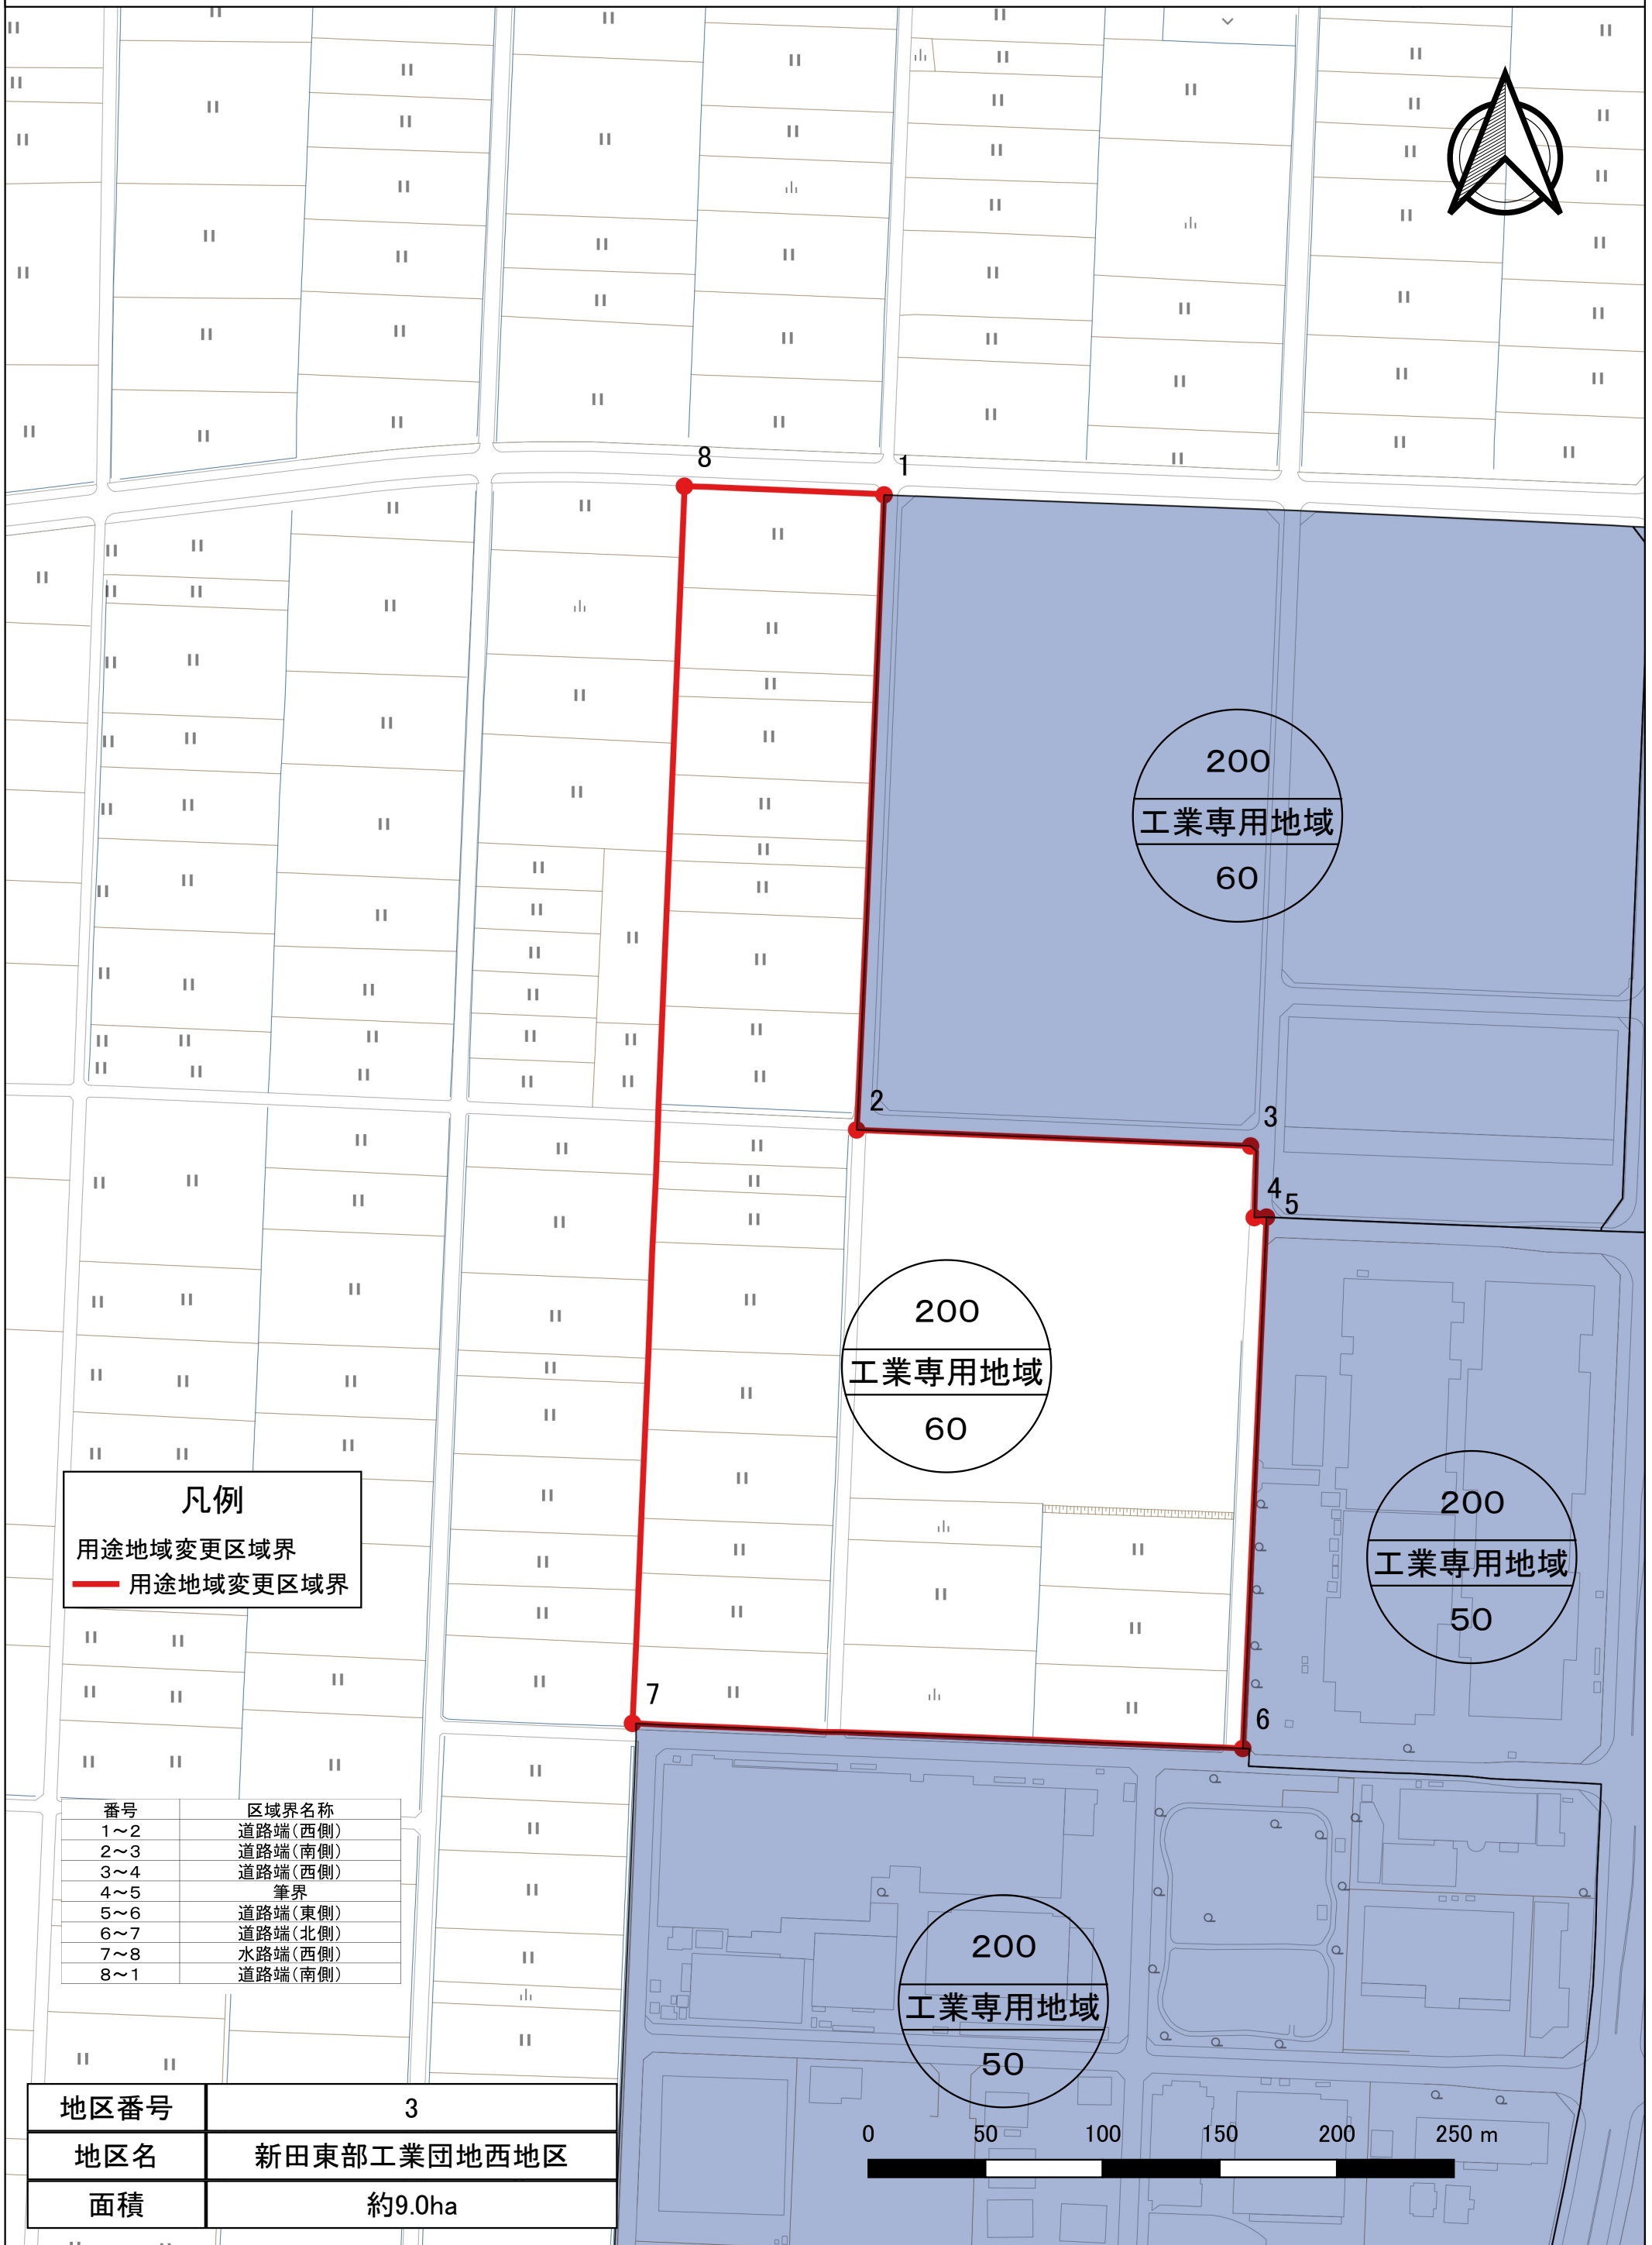 8
1
200
工業専用地域
60
2
3
4
5
200
工業専用地域
60
凡例
用途地域変更区域界
用途地域変更区域界
200
工業専用地域
50
7
6
番号 区域界名称
1～2 道路端(西側)
2～3 道路端(南側)
3～4 道路端(西側)
4～5 筆界
5～6 道路端(東側)
6～7 道路端(北側)
7～8 水路端(西側)
8～1 道路端(南側)
200
工業専用地域
50
地区番号 3
地区名 新田東部工業団地西地区
面積 約9.0ha
0 50 100 150 200 250 m